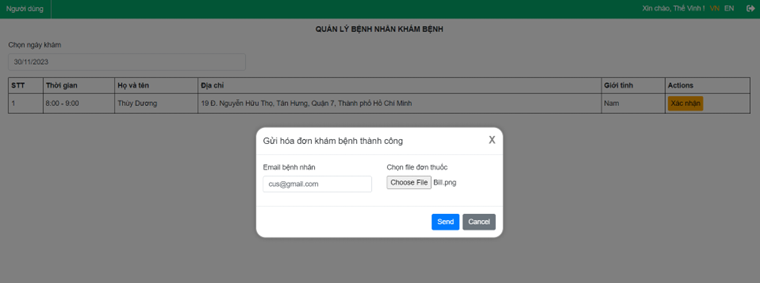 Người dùng
Xin chào, Thế Vinh ! VN EN
QUẢN LÝ BỆNH NHÂN KHÁM BỆNH
Chọn ngày khám
30/11/2023
STT Thời gian Họ và tên Địa chỉ Giới tính Actions
1 8:00 - 9:00 Thùy Dương 19 Đ. Nguyễn Hữu Thọ, Tân Hưng, Quận 7, Thành phố Hồ Chí Minh Nam Xác nhận
Gửi hóa đơn khám bệnh thành công X
Email bệnh nhân Chọn file đơn thuốc
cus@gmail.com Choose File Bill.png
Send Cancel